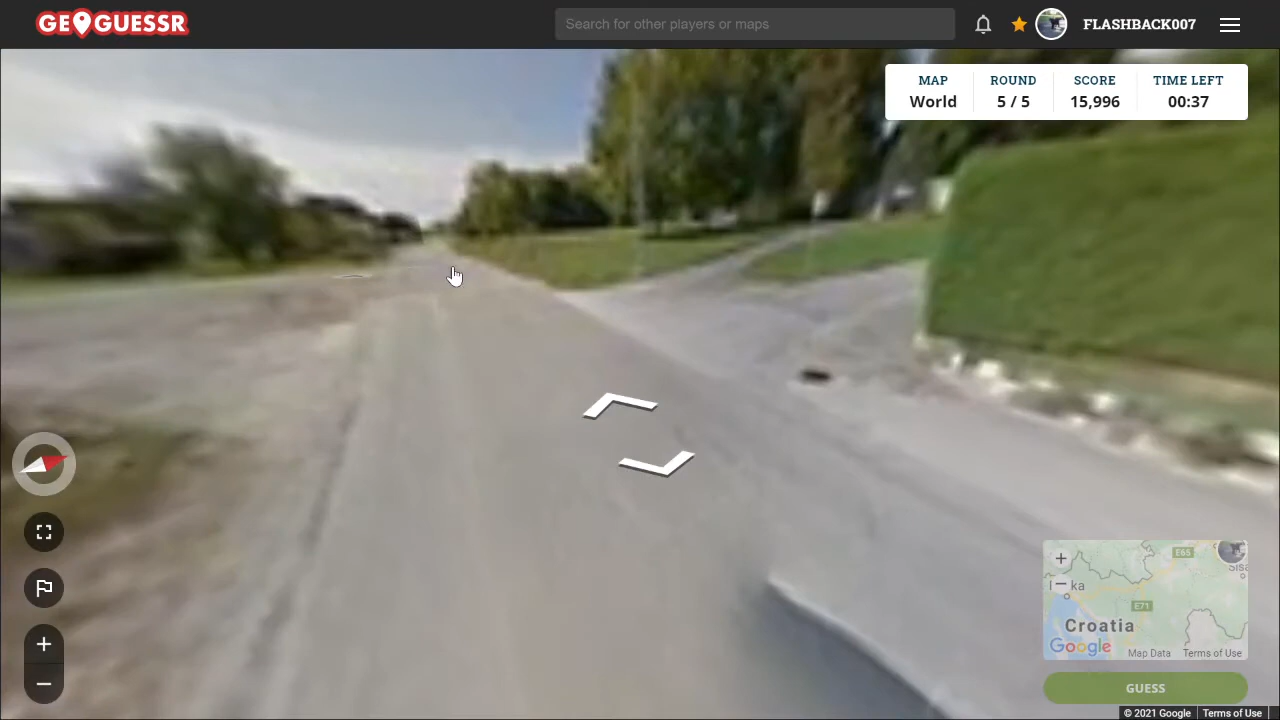 GEOGUESSR
Search for other players or maps
FLASHBACK007
MAP
World
ROUND
5 / 5
SCORE
15,996
TIME LEFT
00:37
E65
Sisa
ka
E71
Croatia
Google
Map Data
Terms of Use
GUESS
© 2021 Google
Terms of Use